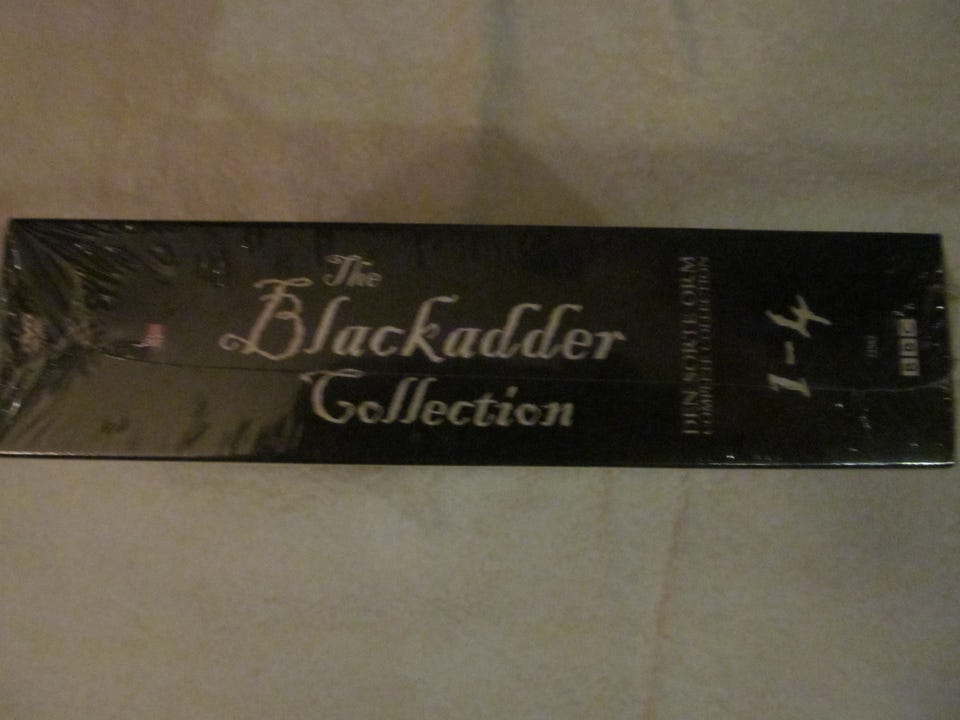 The
Blackadder
Collection
DEN SORTE ORM
COMPLETE COLLECTION
1-4
BBC